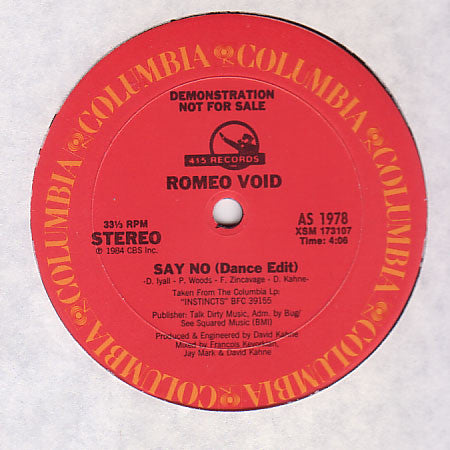 COLUMBIA COLUMBIA COLUMBIA COLUMBIA COLUMBIA COLUMBIA
DEMONSTRATION
NOT FOR SALE
415 RECORDS
ROMEO VOID
33⅓ RPM
STEREO
℗ 1984 CBS Inc.
AS 1978
XSM 173107
Time: 4:06
SAY NO (Dance Edit)
-D. Iyall - P. Woods - F. Zincavage - D. Kahne-
Taken From The Columbia Lp:
"INSTINCTS" BFC 39155
Publisher: Talk Dirty Music, Adm. by Bug/
See Squared Music (BMI)
Produced & Engineered by David Kahne
Mixed by Francois Kevorkian,
Jay Mark & David Kahne